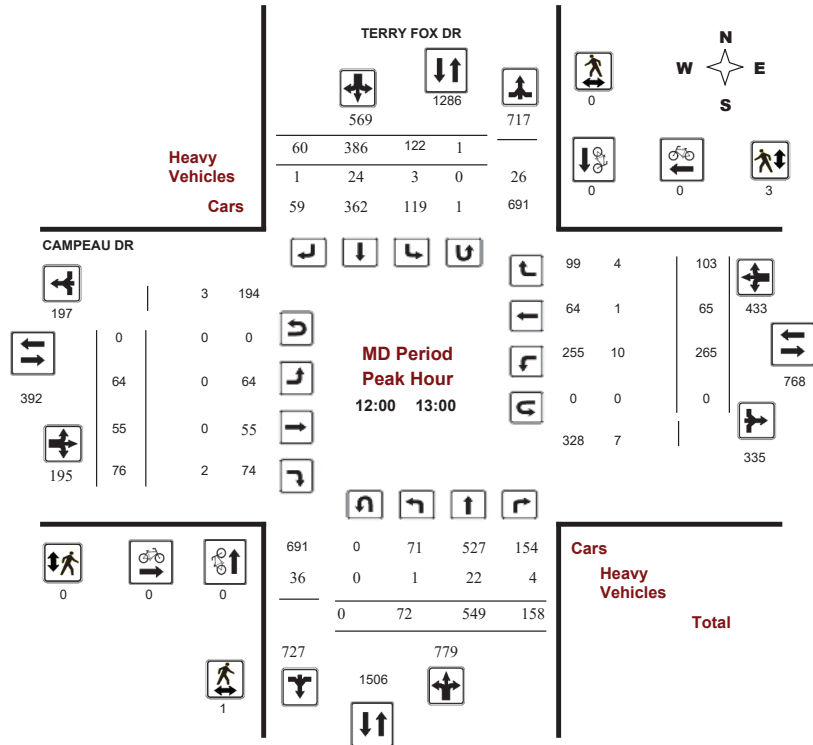 TERRY FOX DR
N
W E
S
1286
0
569 717
60 386 122 1
Heavy
Vehicles
1 24 3 0 26
Cars
59 362 119 1 691
0 0 3
CAMPEAU DR
197
3 194
0 0 0
392
64 0 64
55 0 55
195
76 2 74
MD Period
Peak Hour
12:00 13:00
99 4 103
433
64 1 65
768
255 10 265
0 0 0
328 7
335
0 0 0
691 0 71 527 154
Cars
36 0 1 22 4
Heavy
Vehicles
0 72 549 158
Total
727 779
1506
1